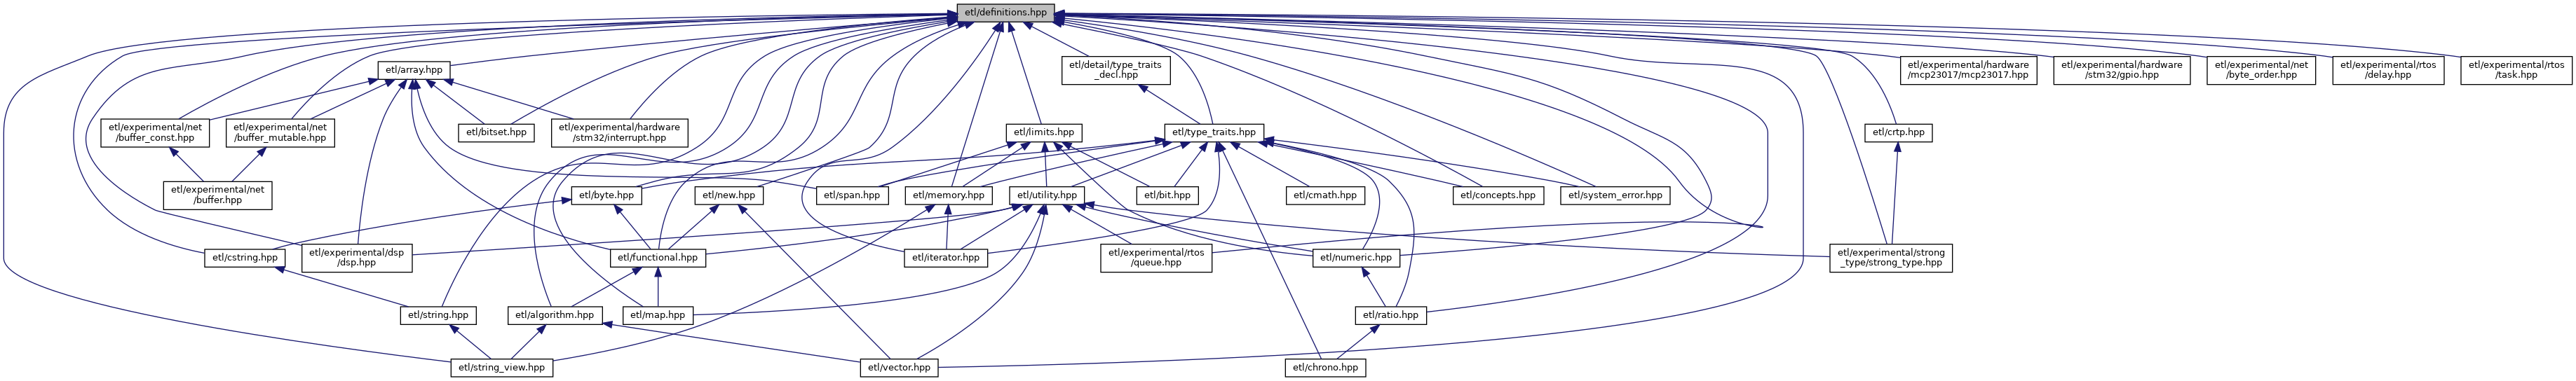 etl/definitions.hpp
etl/array.hpp
etl/detail/type_traits
_decl.hpp
etl/experimental/hardware
/mcp23017/mcp23017.hpp
etl/experimental/hardware
/stm32/gpio.hpp
etl/experimental/net
/byte_order.hpp
etl/experimental/rtos
/delay.hpp
etl/experimental/rtos
/task.hpp
etl/experimental/net
/buffer_const.hpp
etl/experimental/net
/buffer_mutable.hpp
etl/bitset.hpp
etl/experimental/hardware
/stm32/interrupt.hpp
etl/limits.hpp
etl/type_traits.hpp
etl/crtp.hpp
etl/experimental/net
/buffer.hpp
etl/byte.hpp
etl/new.hpp
etl/span.hpp
etl/memory.hpp
etl/utility.hpp
etl/bit.hpp
etl/cmath.hpp
etl/concepts.hpp
etl/system_error.hpp
etl/cstring.hpp
etl/experimental/dsp
/dsp.hpp
etl/functional.hpp
etl/iterator.hpp
etl/experimental/rtos
/queue.hpp
etl/numeric.hpp
etl/experimental/strong
_type/strong_type.hpp
etl/string.hpp
etl/algorithm.hpp
etl/map.hpp
etl/ratio.hpp
etl/string_view.hpp
etl/vector.hpp
etl/chrono.hpp